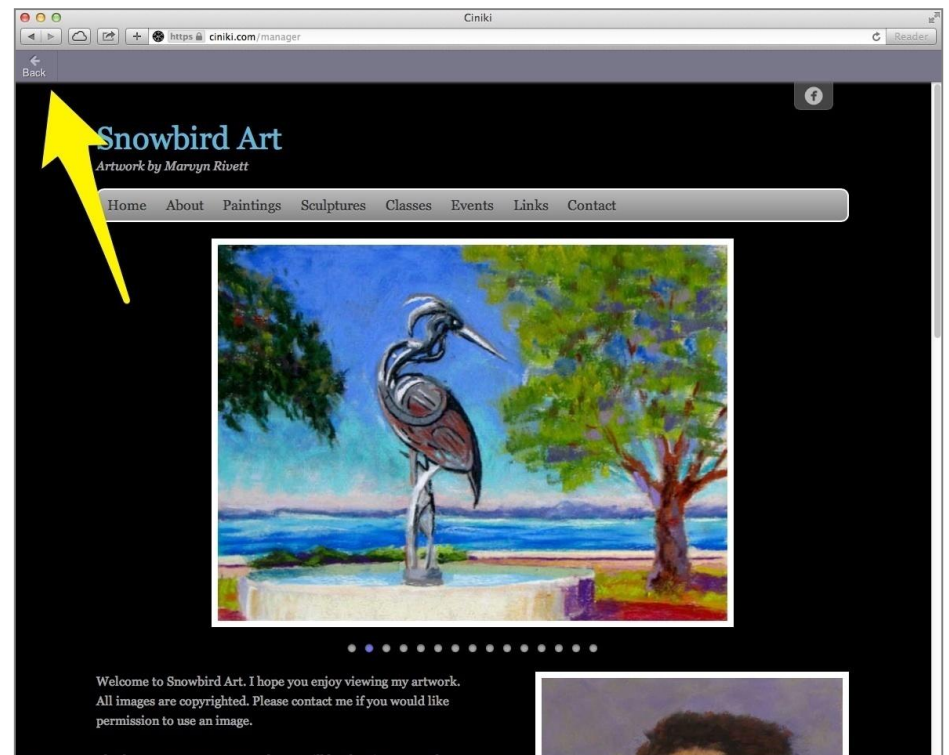 Ciniki
https ciniki.com/manager
Reader
Back
f
Snowbird Art
Artwork by Marvyn Rivett
Home About Paintings Sculptures Classes Events Links Contact
Welcome to Snowbird Art. I hope you enjoy viewing my artwork.
All images are copyrighted. Please contact me if you would like
permission to use an image.